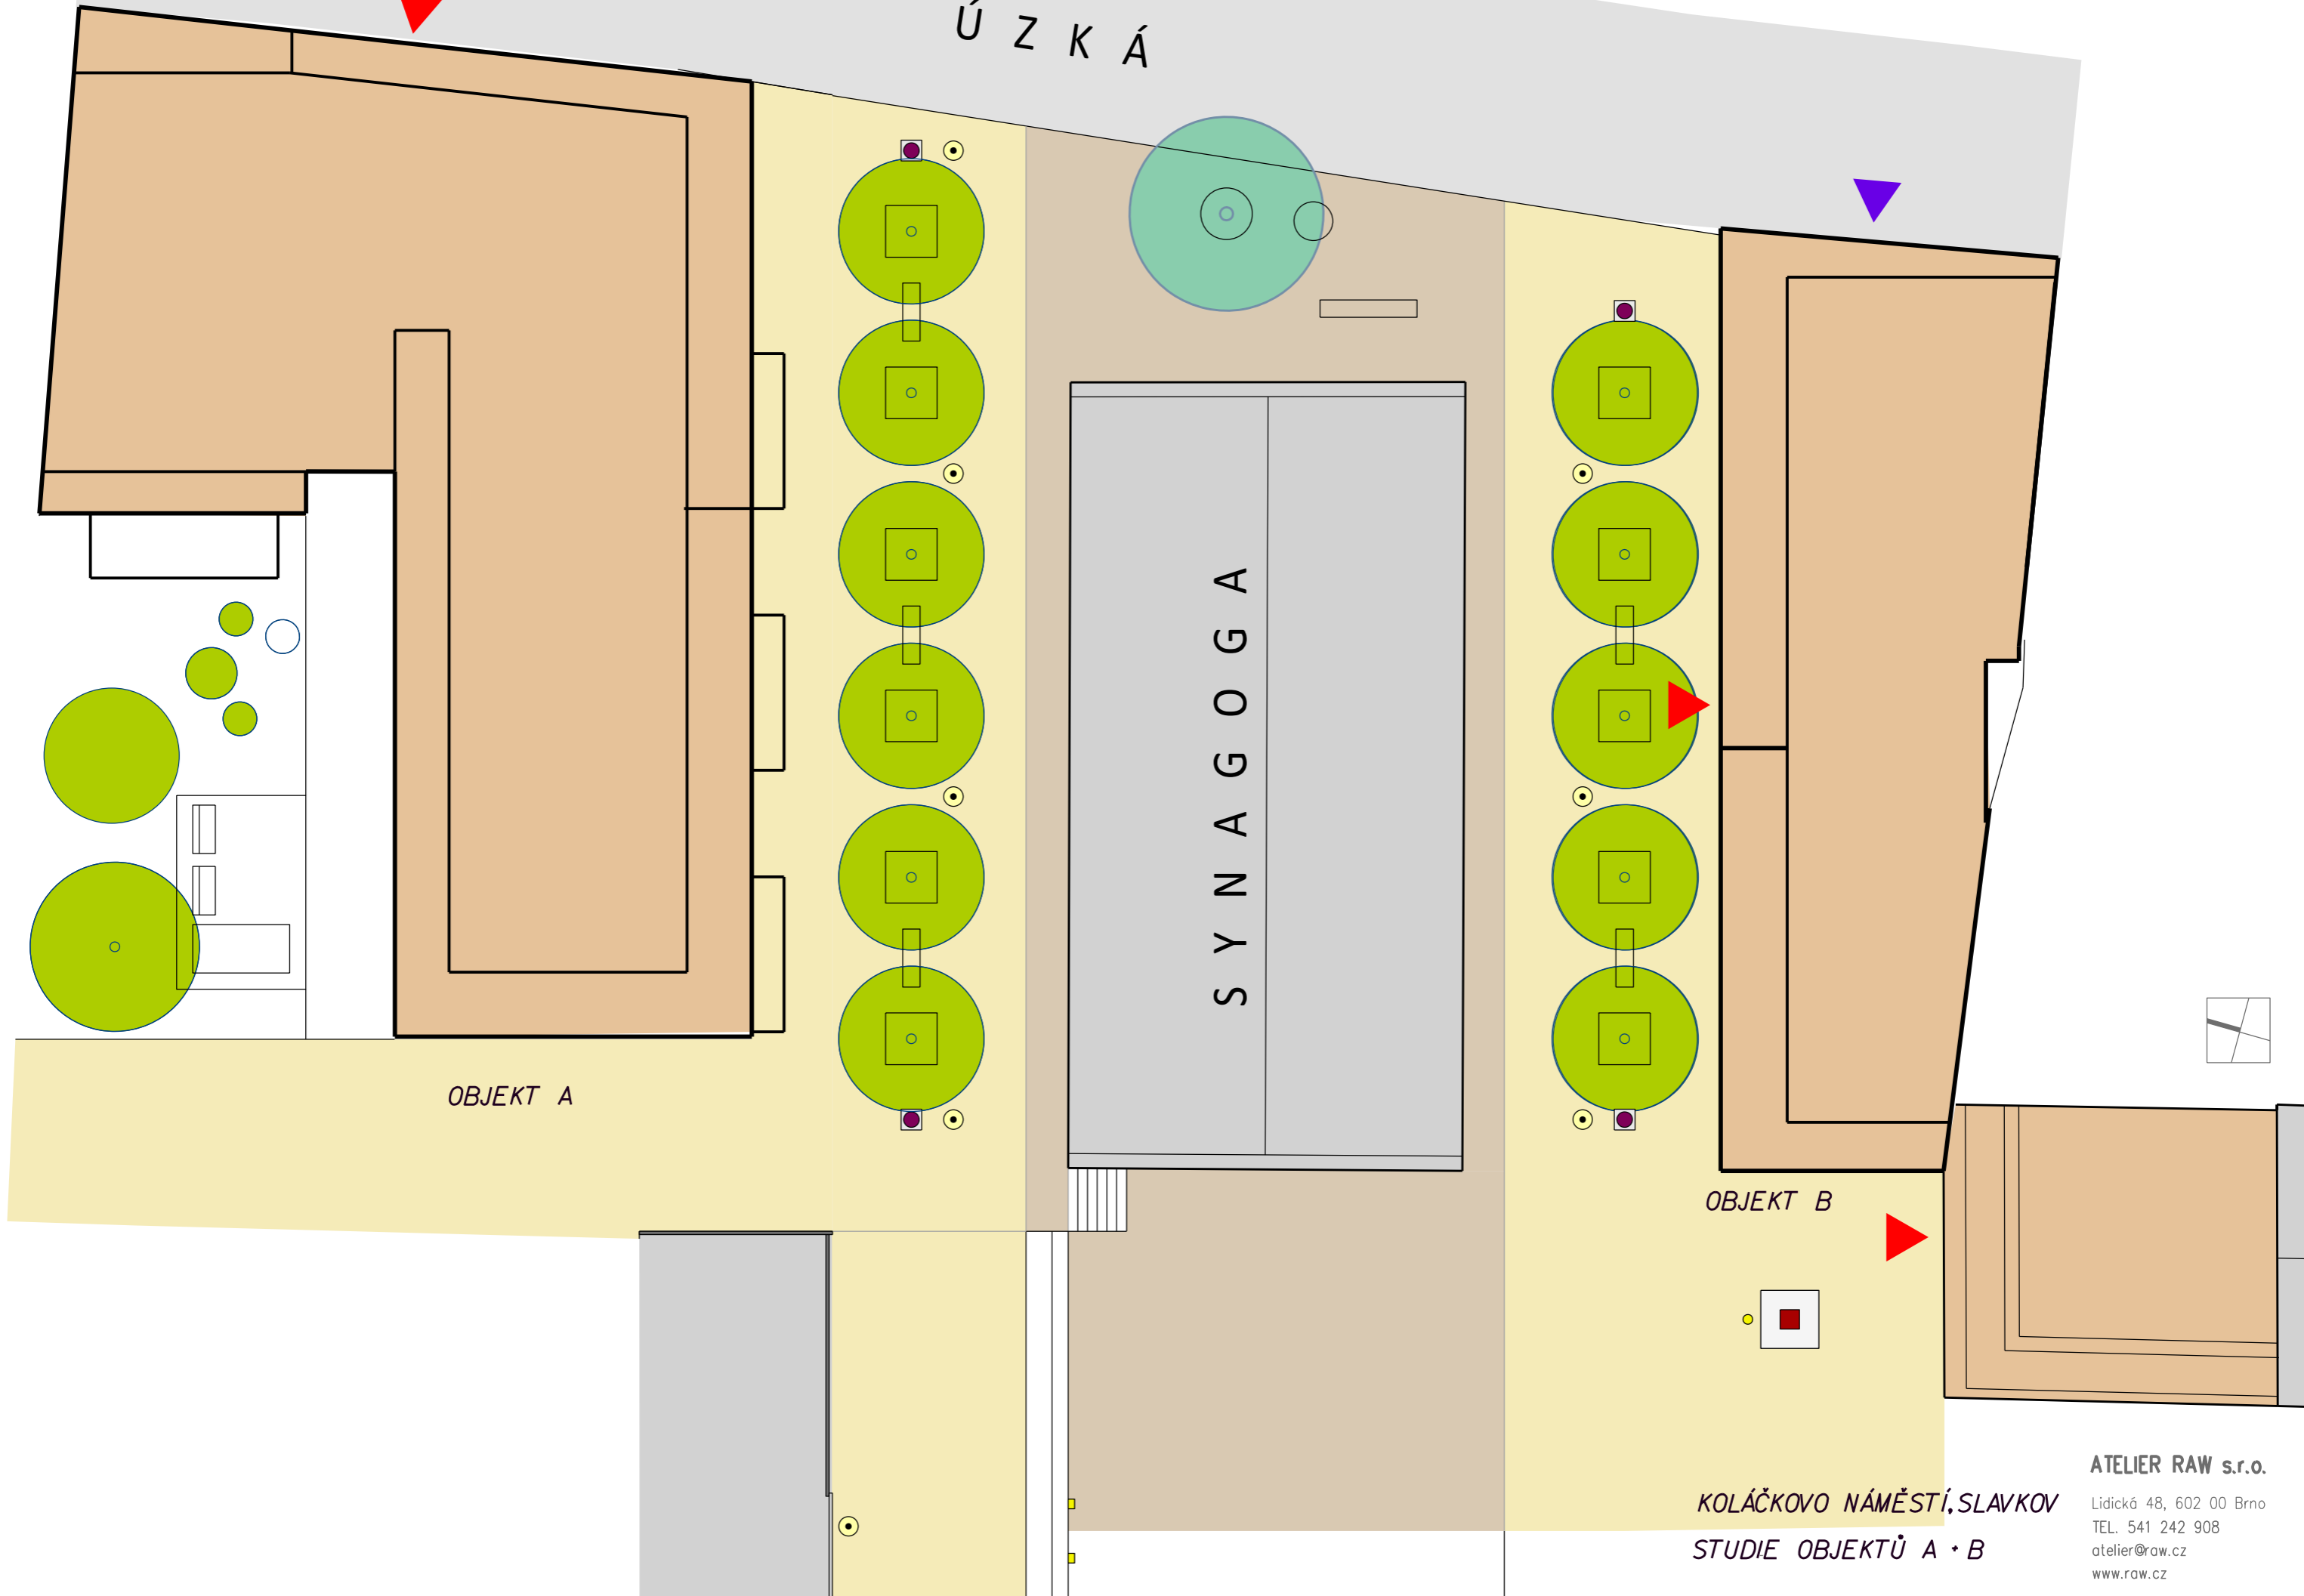 ÚZKÁ
SYNAGOGA
OBJEKT A
OBJEKT B
KOLÁČKOVO NÁMĚSTÍ, SLAVKOV
STUDIE OBJEKTŮ A + B
ATELIER RAW s.r.o.
Lidická 48, 602 00 Brno
TEL. 541 242 908
atelier@raw.cz
www.raw.cz